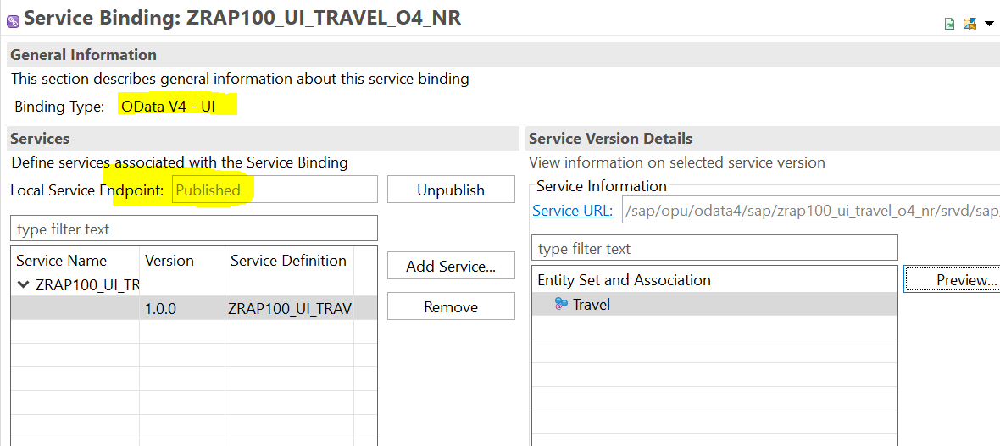 Service Binding: ZRAP100_UI_TRAVEL_O4_NR
General Information
This section describes general information about this service binding
Binding Type: OData V4 - UI
Services
Define services associated with the Service Binding
Local Service Endpoint: Published Unpublish
type filter text
Service Name Version Service Definition
ZRAP100_UI_TR
1.0.0 ZRAP100_UI_TRAV
Add Service...
Remove
Service Version Details
View information on selected service version
Service Information
Service URL: /sap/opu/odata4/sap/zrap100_ui_travel_o4_nr/srvd/sap/
type filter text
Entity Set and Association
Travel
Preview...